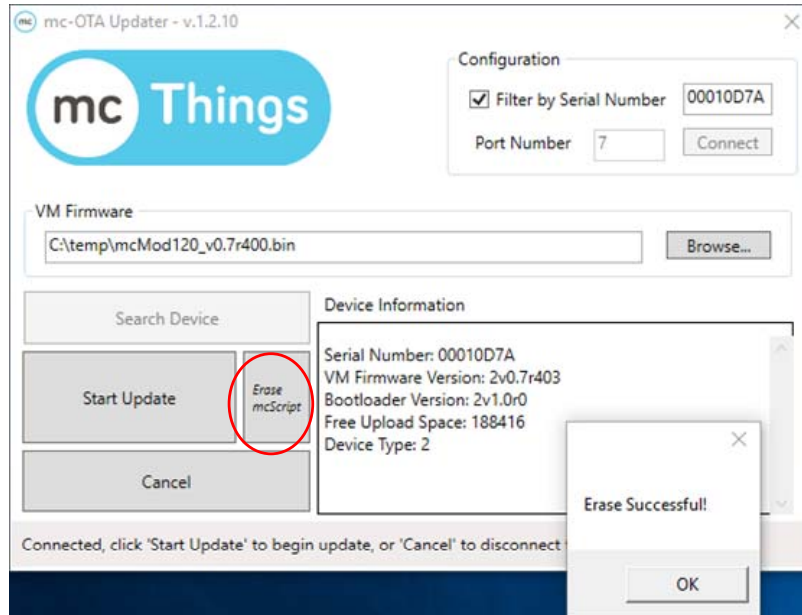 mc mc-OTA Updater - v.1.2.10
mc Things
Configuration
Filter by Serial Number 00010D7A
Port Number 7 Connect
VM Firmware
C:\temp\mcMod120_v0.7r400.bin Browse...
Search Device
Start Update
Erase
mcScript
Cancel
Device Information
Serial Number: 00010D7A
VM Firmware Version: 2v0.7r403
Bootloader Version: 2v1.0r0
Free Upload Space: 188416
Device Type: 2
Erase Successful!
OK
Connected, click 'Start Update' to begin update, or 'Cancel' to disconnect